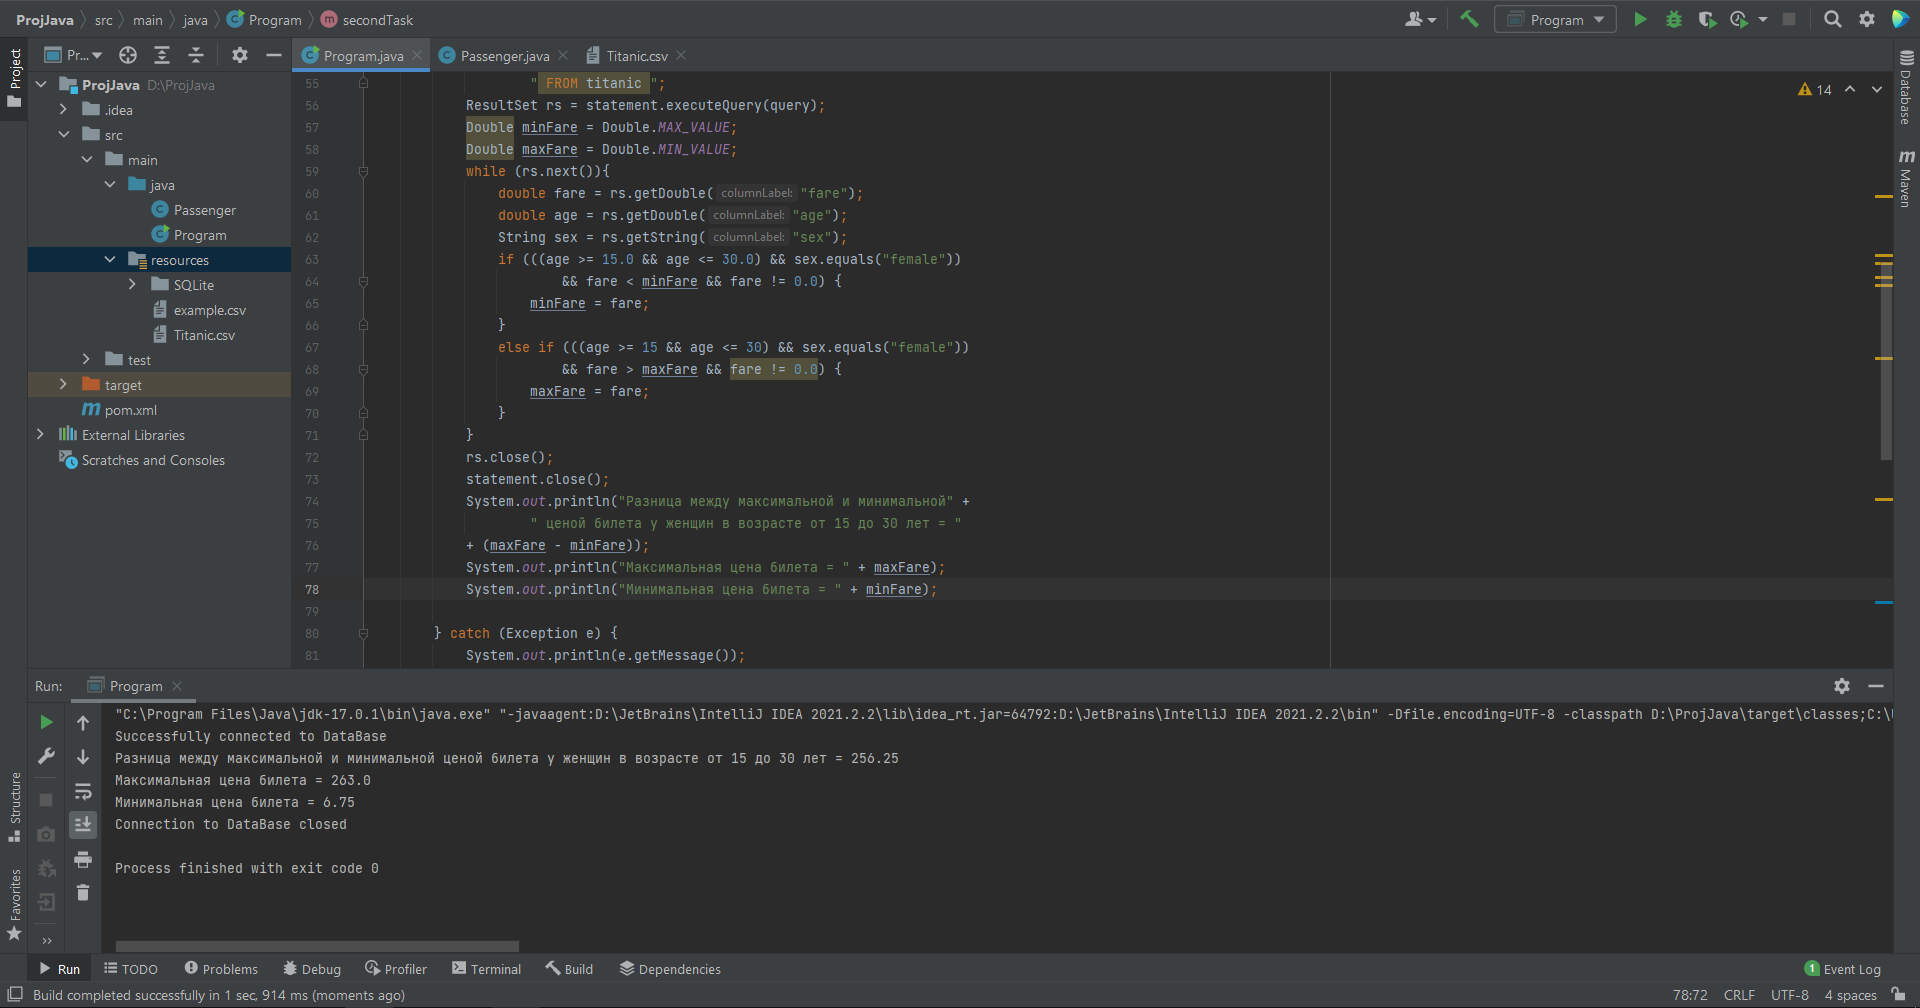 ProjJava src main java Program secondTask
Program
Project
Pr...
Program.java
Passenger.java
Titanic.csv
ProjJava D:\ProjJava
.idea
src
main
java
Passenger
Program
resources
SQLite
example.csv
Titanic.csv
test
target
pom.xml
External Libraries
Scratches and Consoles
14
Database
Maven
55 " FROM titanic ";
56 ResultSet rs = statement.executeQuery(query);
57 Double minFare = Double.MAX_VALUE;
58 Double maxFare = Double.MIN_VALUE;
59 while (rs.next()){
60 double fare = rs.getDouble( columnLabel: "fare");
61 double age = rs.getDouble( columnLabel: "age");
62 String sex = rs.getString( columnLabel: "sex");
63 if (((age >= 15.0 && age <= 30.0) && sex.equals("female"))
64 && fare < minFare && fare != 0.0) {
65 minFare = fare;
66 }
67 else if (((age >= 15 && age <= 30) && sex.equals("female"))
68 && fare > maxFare && fare != 0.0) {
69 maxFare = fare;
70 }
71 }
72 rs.close();
73 statement.close();
74 System.out.println("Разница между максимальной и минимальной" +
75 " ценой билета у женщин в возрасте от 15 до 30 лет = "
76 + (maxFare - minFare));
77 System.out.println("Максимальная цена билета = " + maxFare);
78 System.out.println("Минимальная цена билета = " + minFare);
79
80 } catch (Exception e) {
81 System.out.println(e.getMessage());
Run: Program
"C:\Program Files\Java\jdk-17.0.1\bin\java.exe" "-javaagent:D:\JetBrains\IntelliJ IDEA 2021.2.2\lib\idea_rt.jar=64792:D:\JetBrains\IntelliJ IDEA 2021.2.2\bin" -Dfile.encoding=UTF-8 -classpath D:\ProjJava\target\classes;C:\
Successfully connected to DataBase
Разница между максимальной и минимальной ценой билета у женщин в возрасте от 15 до 30 лет = 256.25
Максимальная цена билета = 263.0
Минимальная цена билета = 6.75
Connection to DataBase closed
Process finished with exit code 0
Structure
Favorites
Run TODO Problems Debug Profiler Terminal Build Dependencies
1 Event Log
Build completed successfully in 1 sec, 914 ms (moments ago)
78:72 CRLF UTF-8 4 spaces